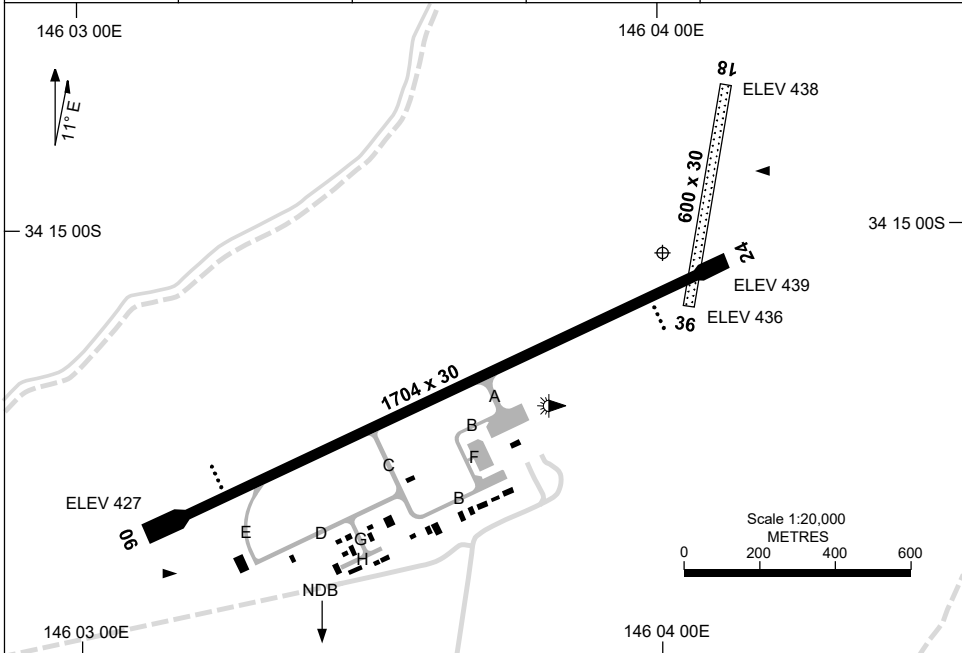 146 03 00E
146 04 00E
11° E
18
ELEV 438
600 x 30
34 15 00S
34 15 00S
24
ELEV 439
36
ELEV 436
1704 x 30
A
B
C
F
B
ELEV 427
06
E
D
G
H
NDB
Scale 1:20,000
METRES
0 200 400 600
146 03 00E
146 04 00E